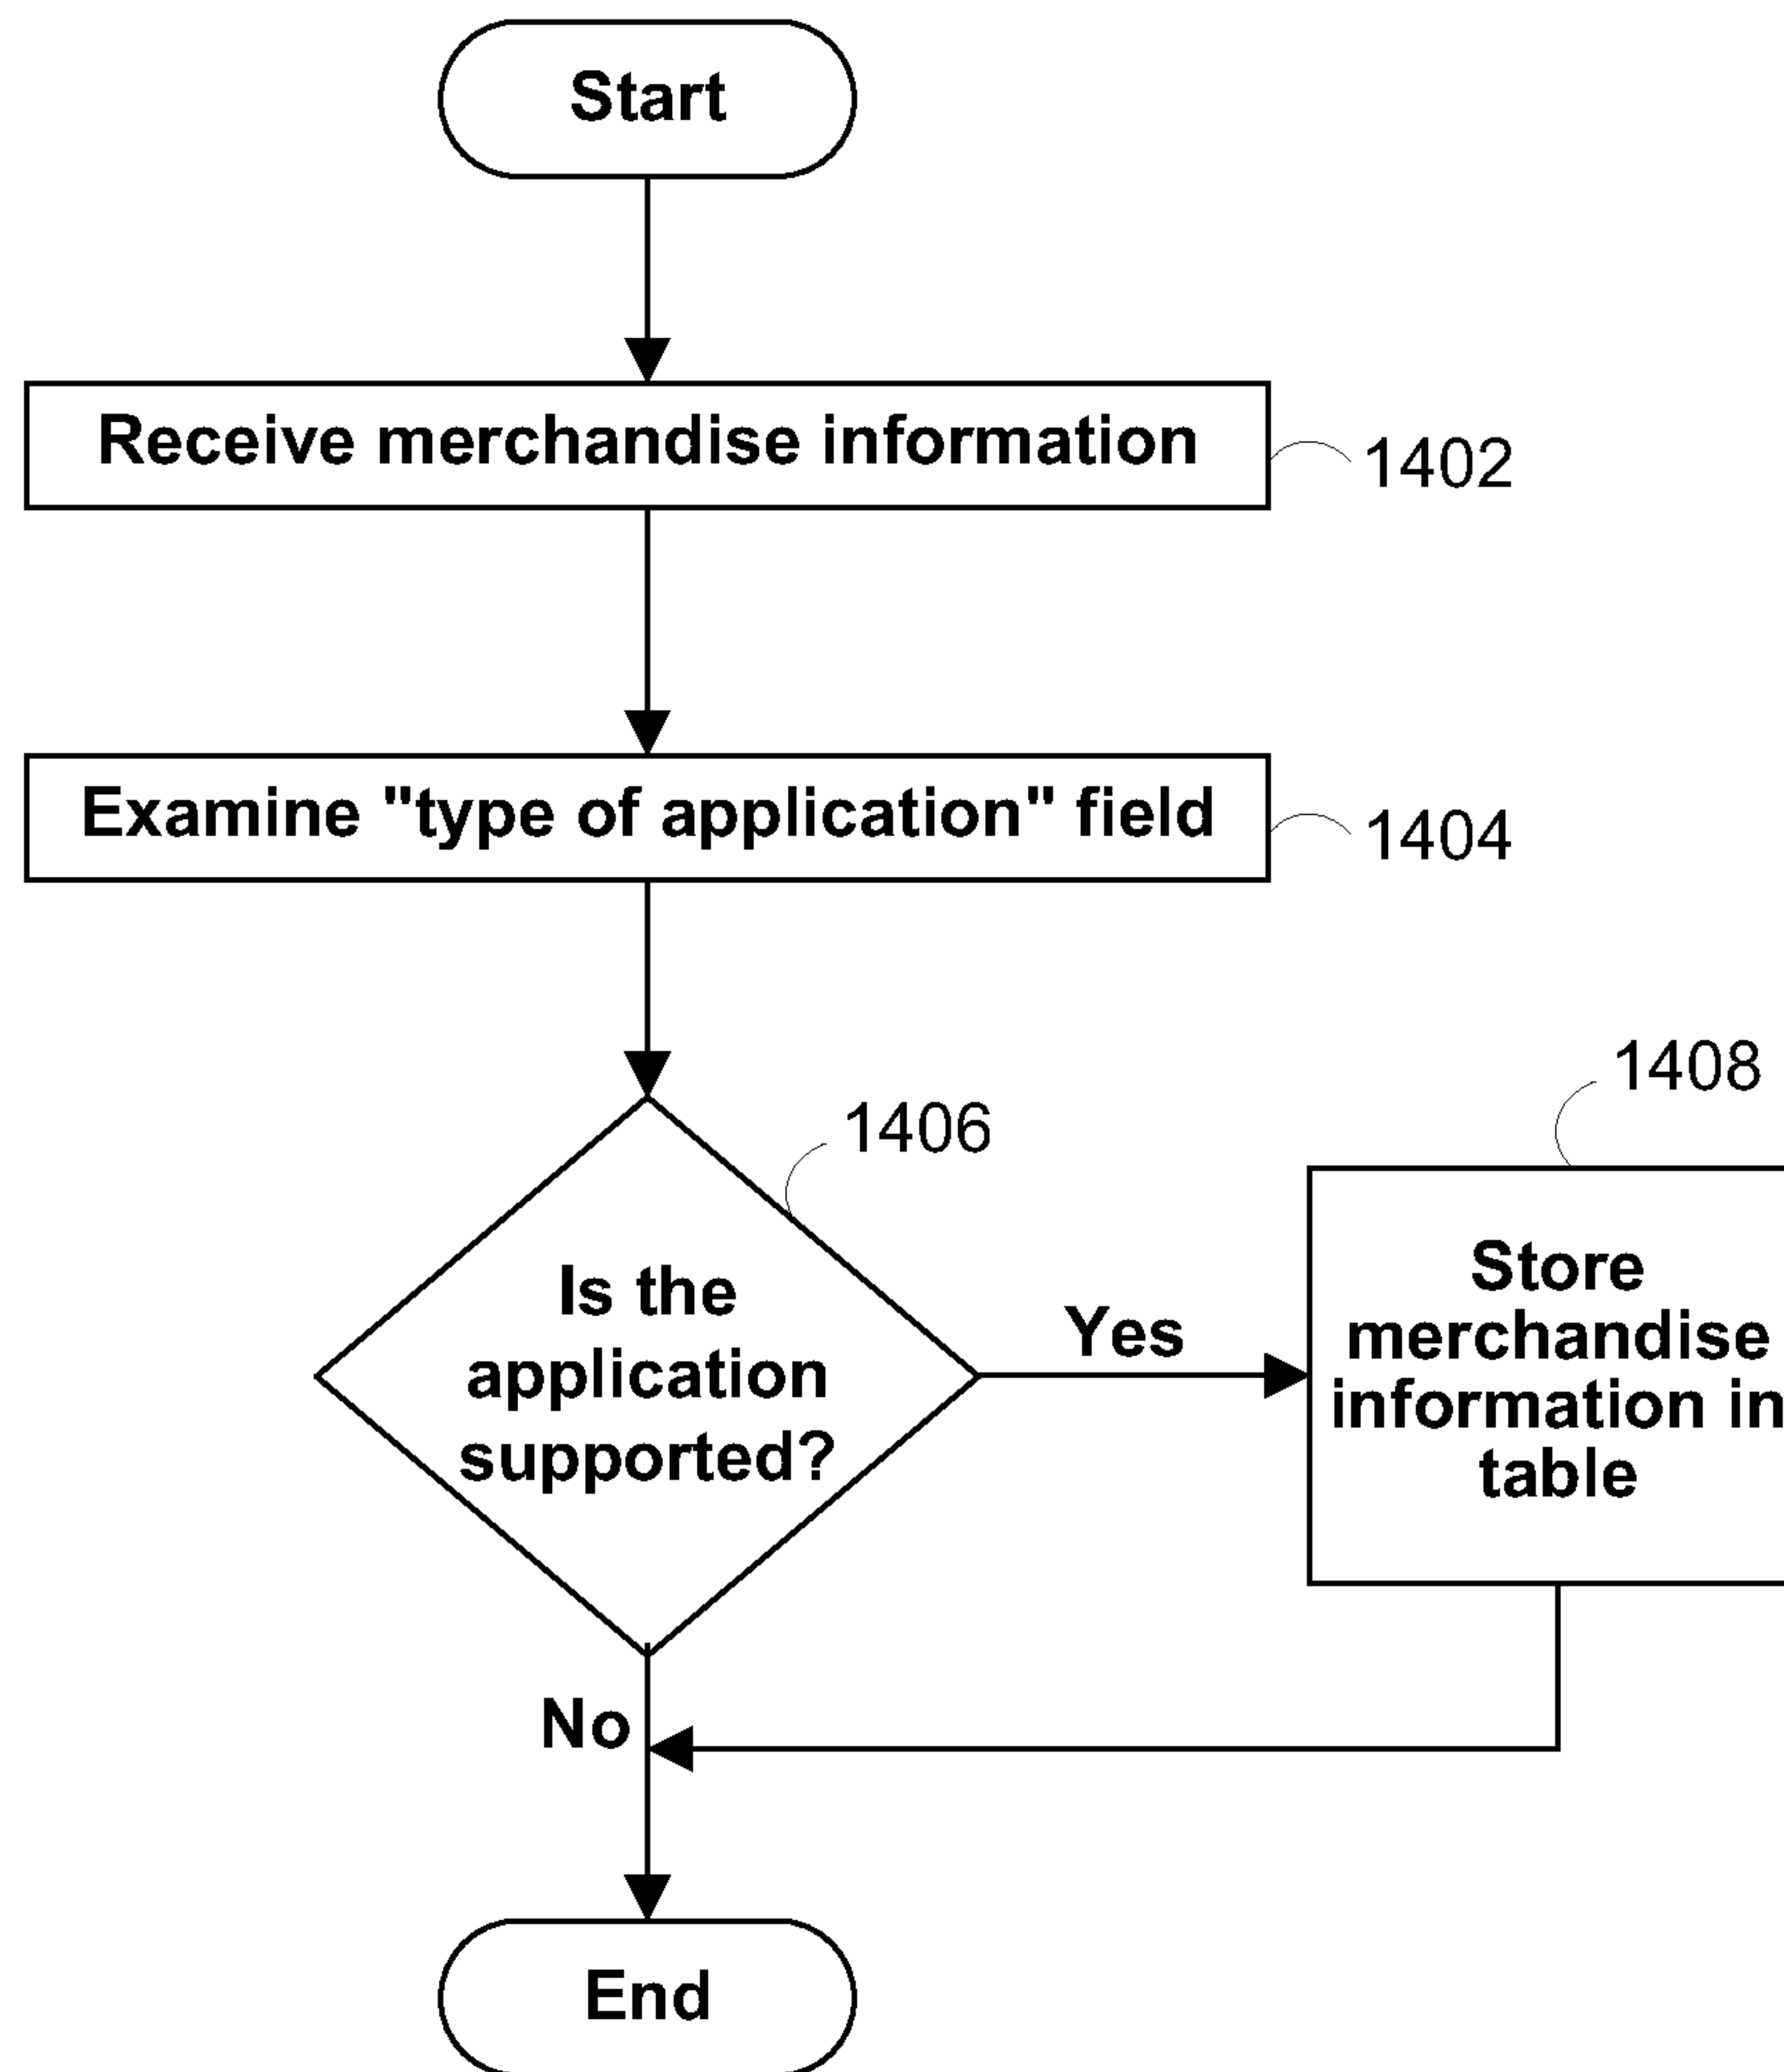 Start
Receive merchandise information
1402
Examine "type of application" field
1404
1406
Is the
application
supported?
Yes
1408
Store
merchandise
information in
table
No
End